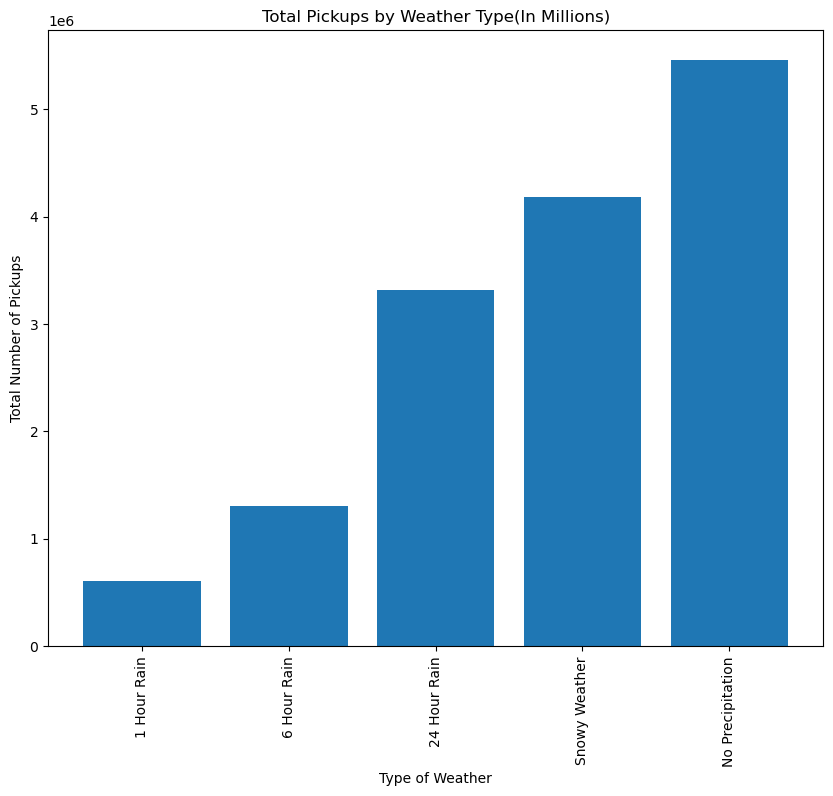 Total Pickups by Weather Type(In Millions)
1e6
5
4
3
2
1
0
Total Number of Pickups
1 Hour Rain
6 Hour Rain
24 Hour Rain
Snowy Weather
No Precipitation
Type of Weather